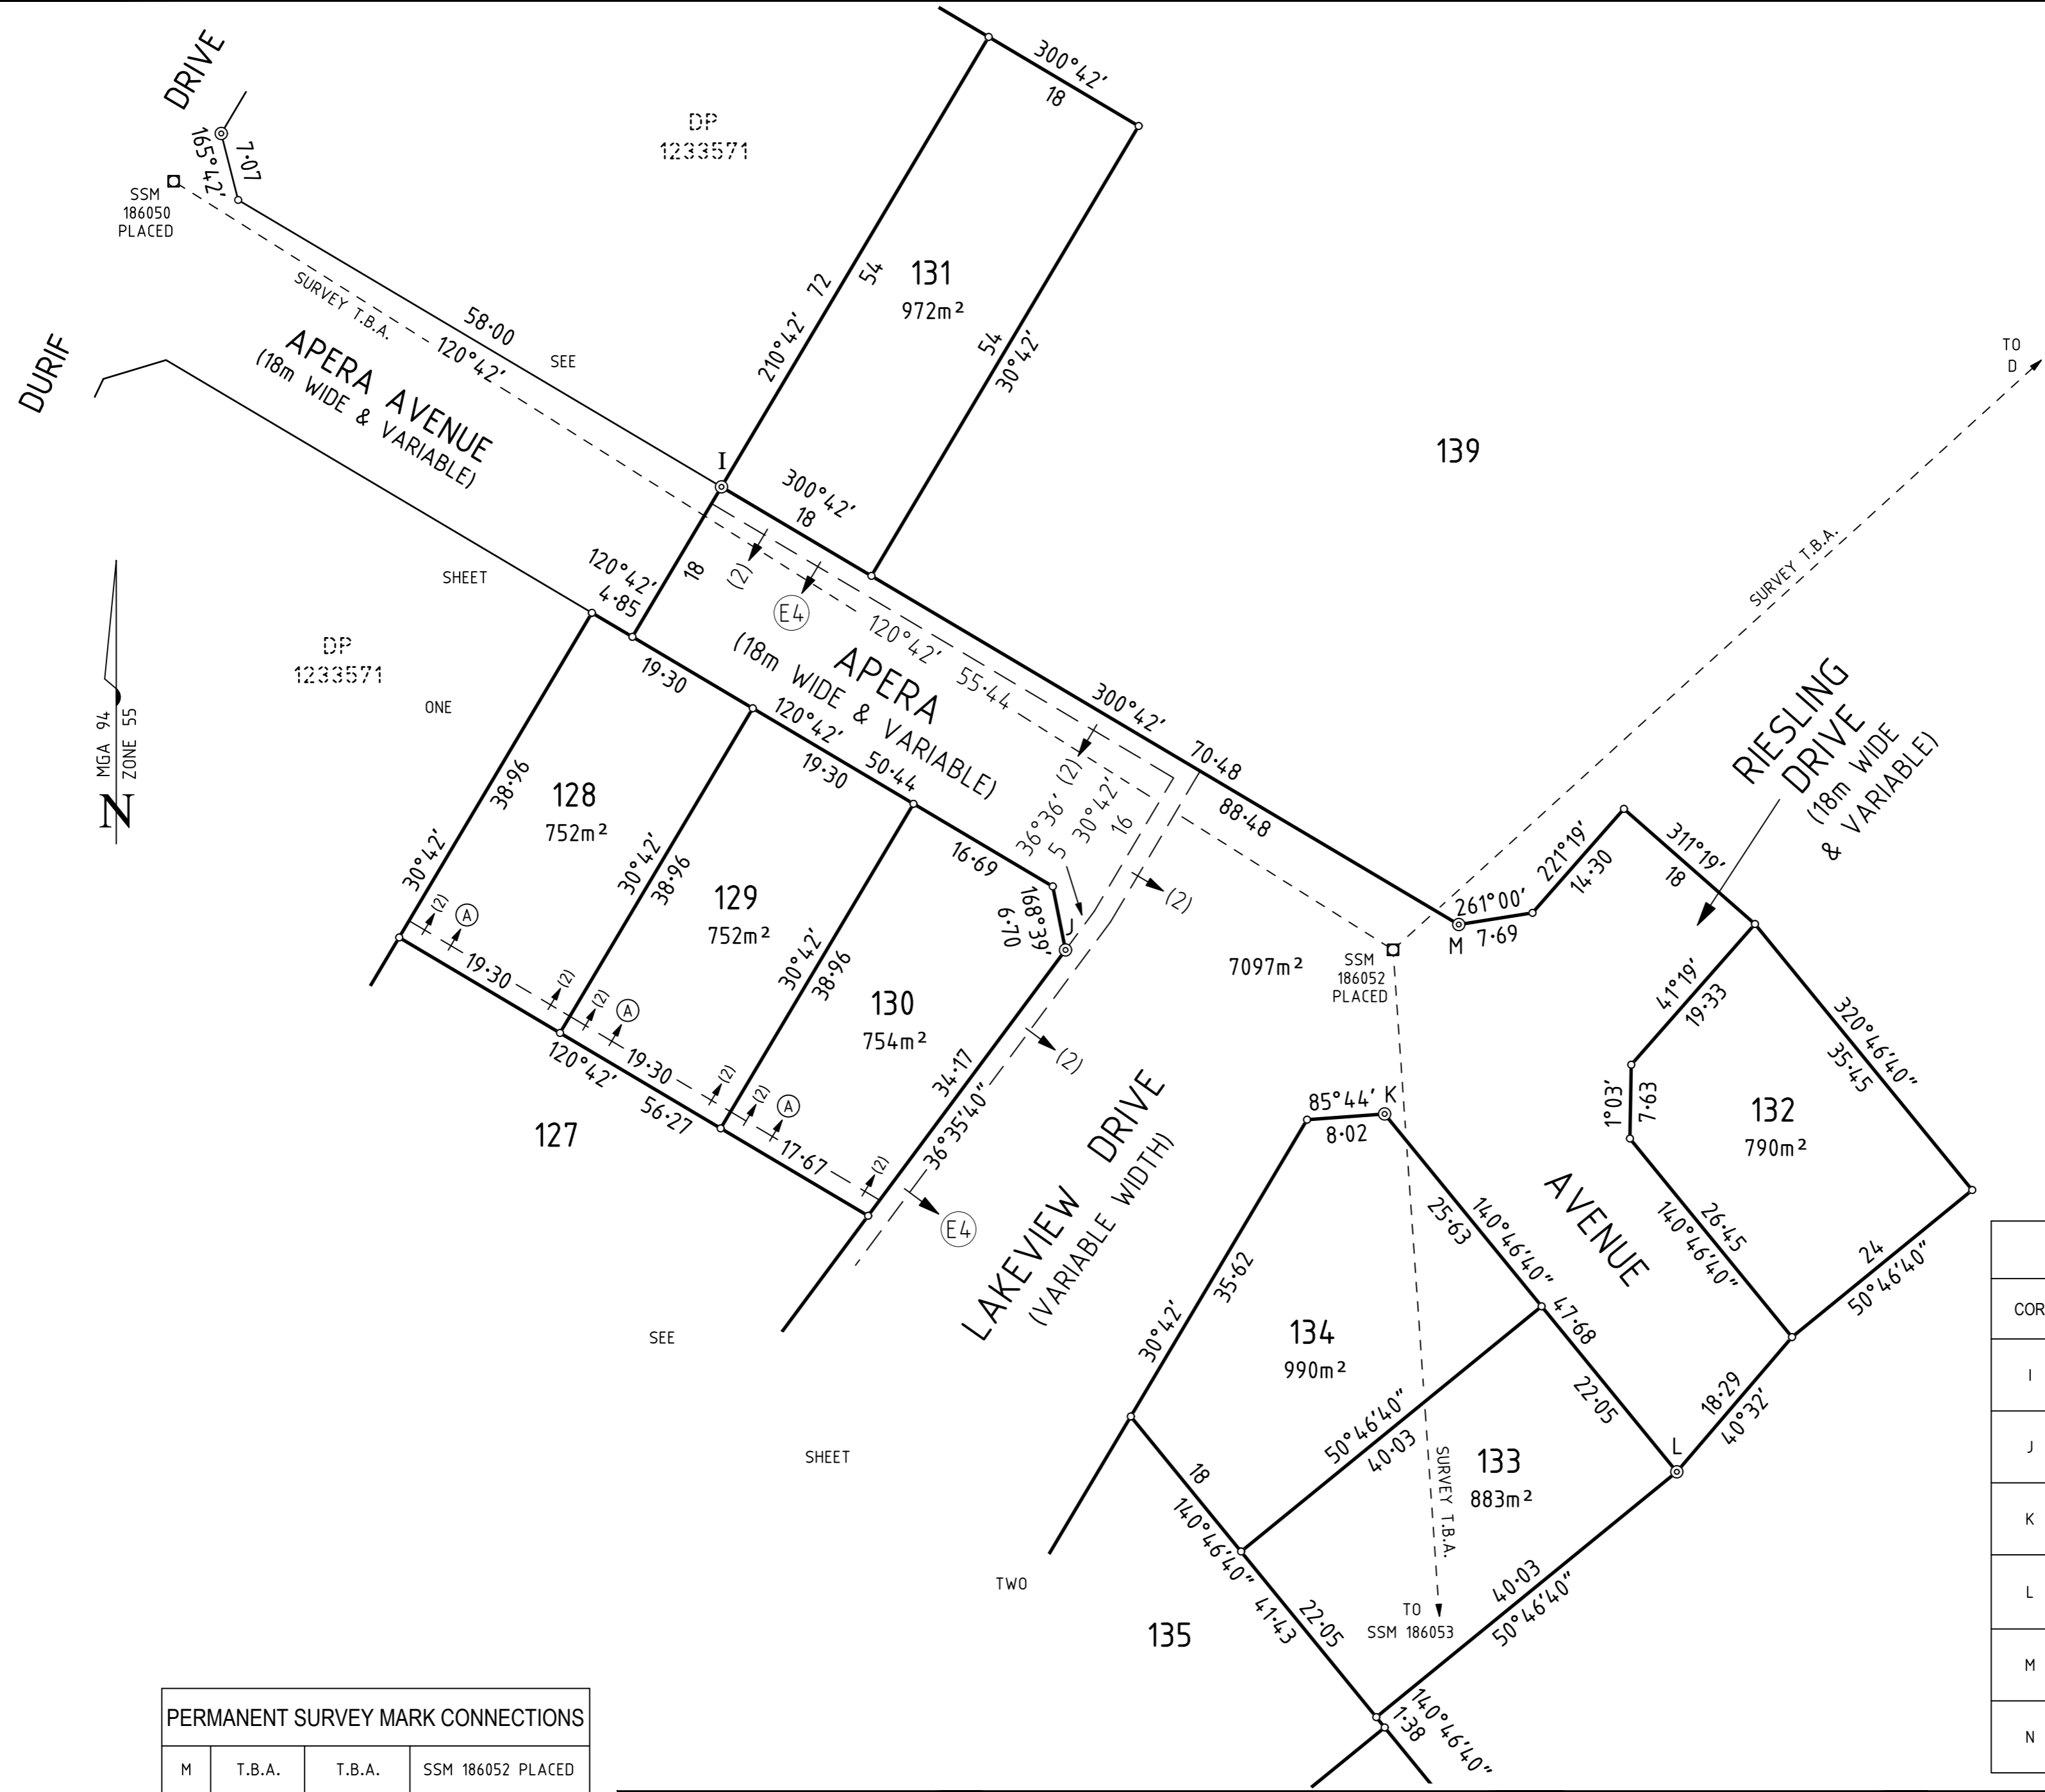 DRIVE
165°42'
7·07
SSM
186050
PLACED
DP
1233571
300°42'
18
SURVEY T.B.A.
120°42'
58·00
SEE
APERA AVENUE
(18m WIDE & VARIABLE)
DURIF
131
972m²
210°42'
72
54
54
30°42'
139
TO
D
SURVEY T.B.A.
I
300°42'
18
18
(2)
E4
SHEET
120°42'
4·85
DP
1233571
ONE
MGA 94
ZONE 55
N
120°42'
55·44
APERA
(18m WIDE & VARIABLE)
300°42'
70·48
88·48
19·30
120°42'
19·30
50·44
16·69
36°36'
(2)
5
30°42'
16
168°39'
6·70
J
(2)
128
752m²
38·96
30°42'
129
752m²
30°42'
38·96
130
754m²
30°42'
38·96
(2)
A
19·30
(2)
(2)
A
19·30
(2)
(2)
A
17·67
(2)
120°42'
56·27
127
34·17
36°35'40"
(2)
E4
LAKEVIEW DRIVE
(VARIABLE WIDTH)
7097m²
SSM
186052
PLACED
M
261°00'
7·69
221°19'
14·30
311°19'
18
RIESLING
DRIVE
(18m WIDE
& VARIABLE)
41°19'
19·33
1°03'
7·63
320°46'40"
35·45
132
790m²
26·45
140°46'40"
24
50°46'40"
85°44'
8·02
K
25·63
140°46'40"
47·68
22·05
AVENUE
L
18·29
40°32'
35·62
30°42'
134
990m²
50°46'40"
40·03
133
883m²
SURVEY T.B.A.
18
140°46'40"
41·43
22·05
40·03
50°46'40"
TO
SSM 186053
140°46'40"
1·38
135
SEE
SHEET
TWO
PERMANENT SURVEY MARK CONNECTIONS
M T.B.A. T.B.A. SSM 186052 PLACED
COR
I
J
K
L
M
N